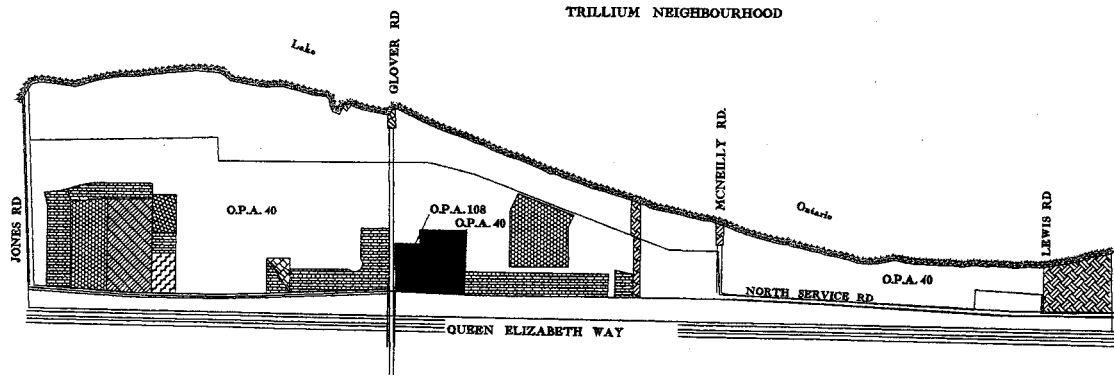 TRILLIUM NEIGHBOURHOOD
Lake
GLOVER RD
MCNEILLY RD.
Ontario
LEWIS RD
JONES RD
O.P.A. 40
O.P.A. 108
O.P.A. 40
O.P.A. 40
NORTH SERVICE RD
QUEEN ELIZABETH WAY